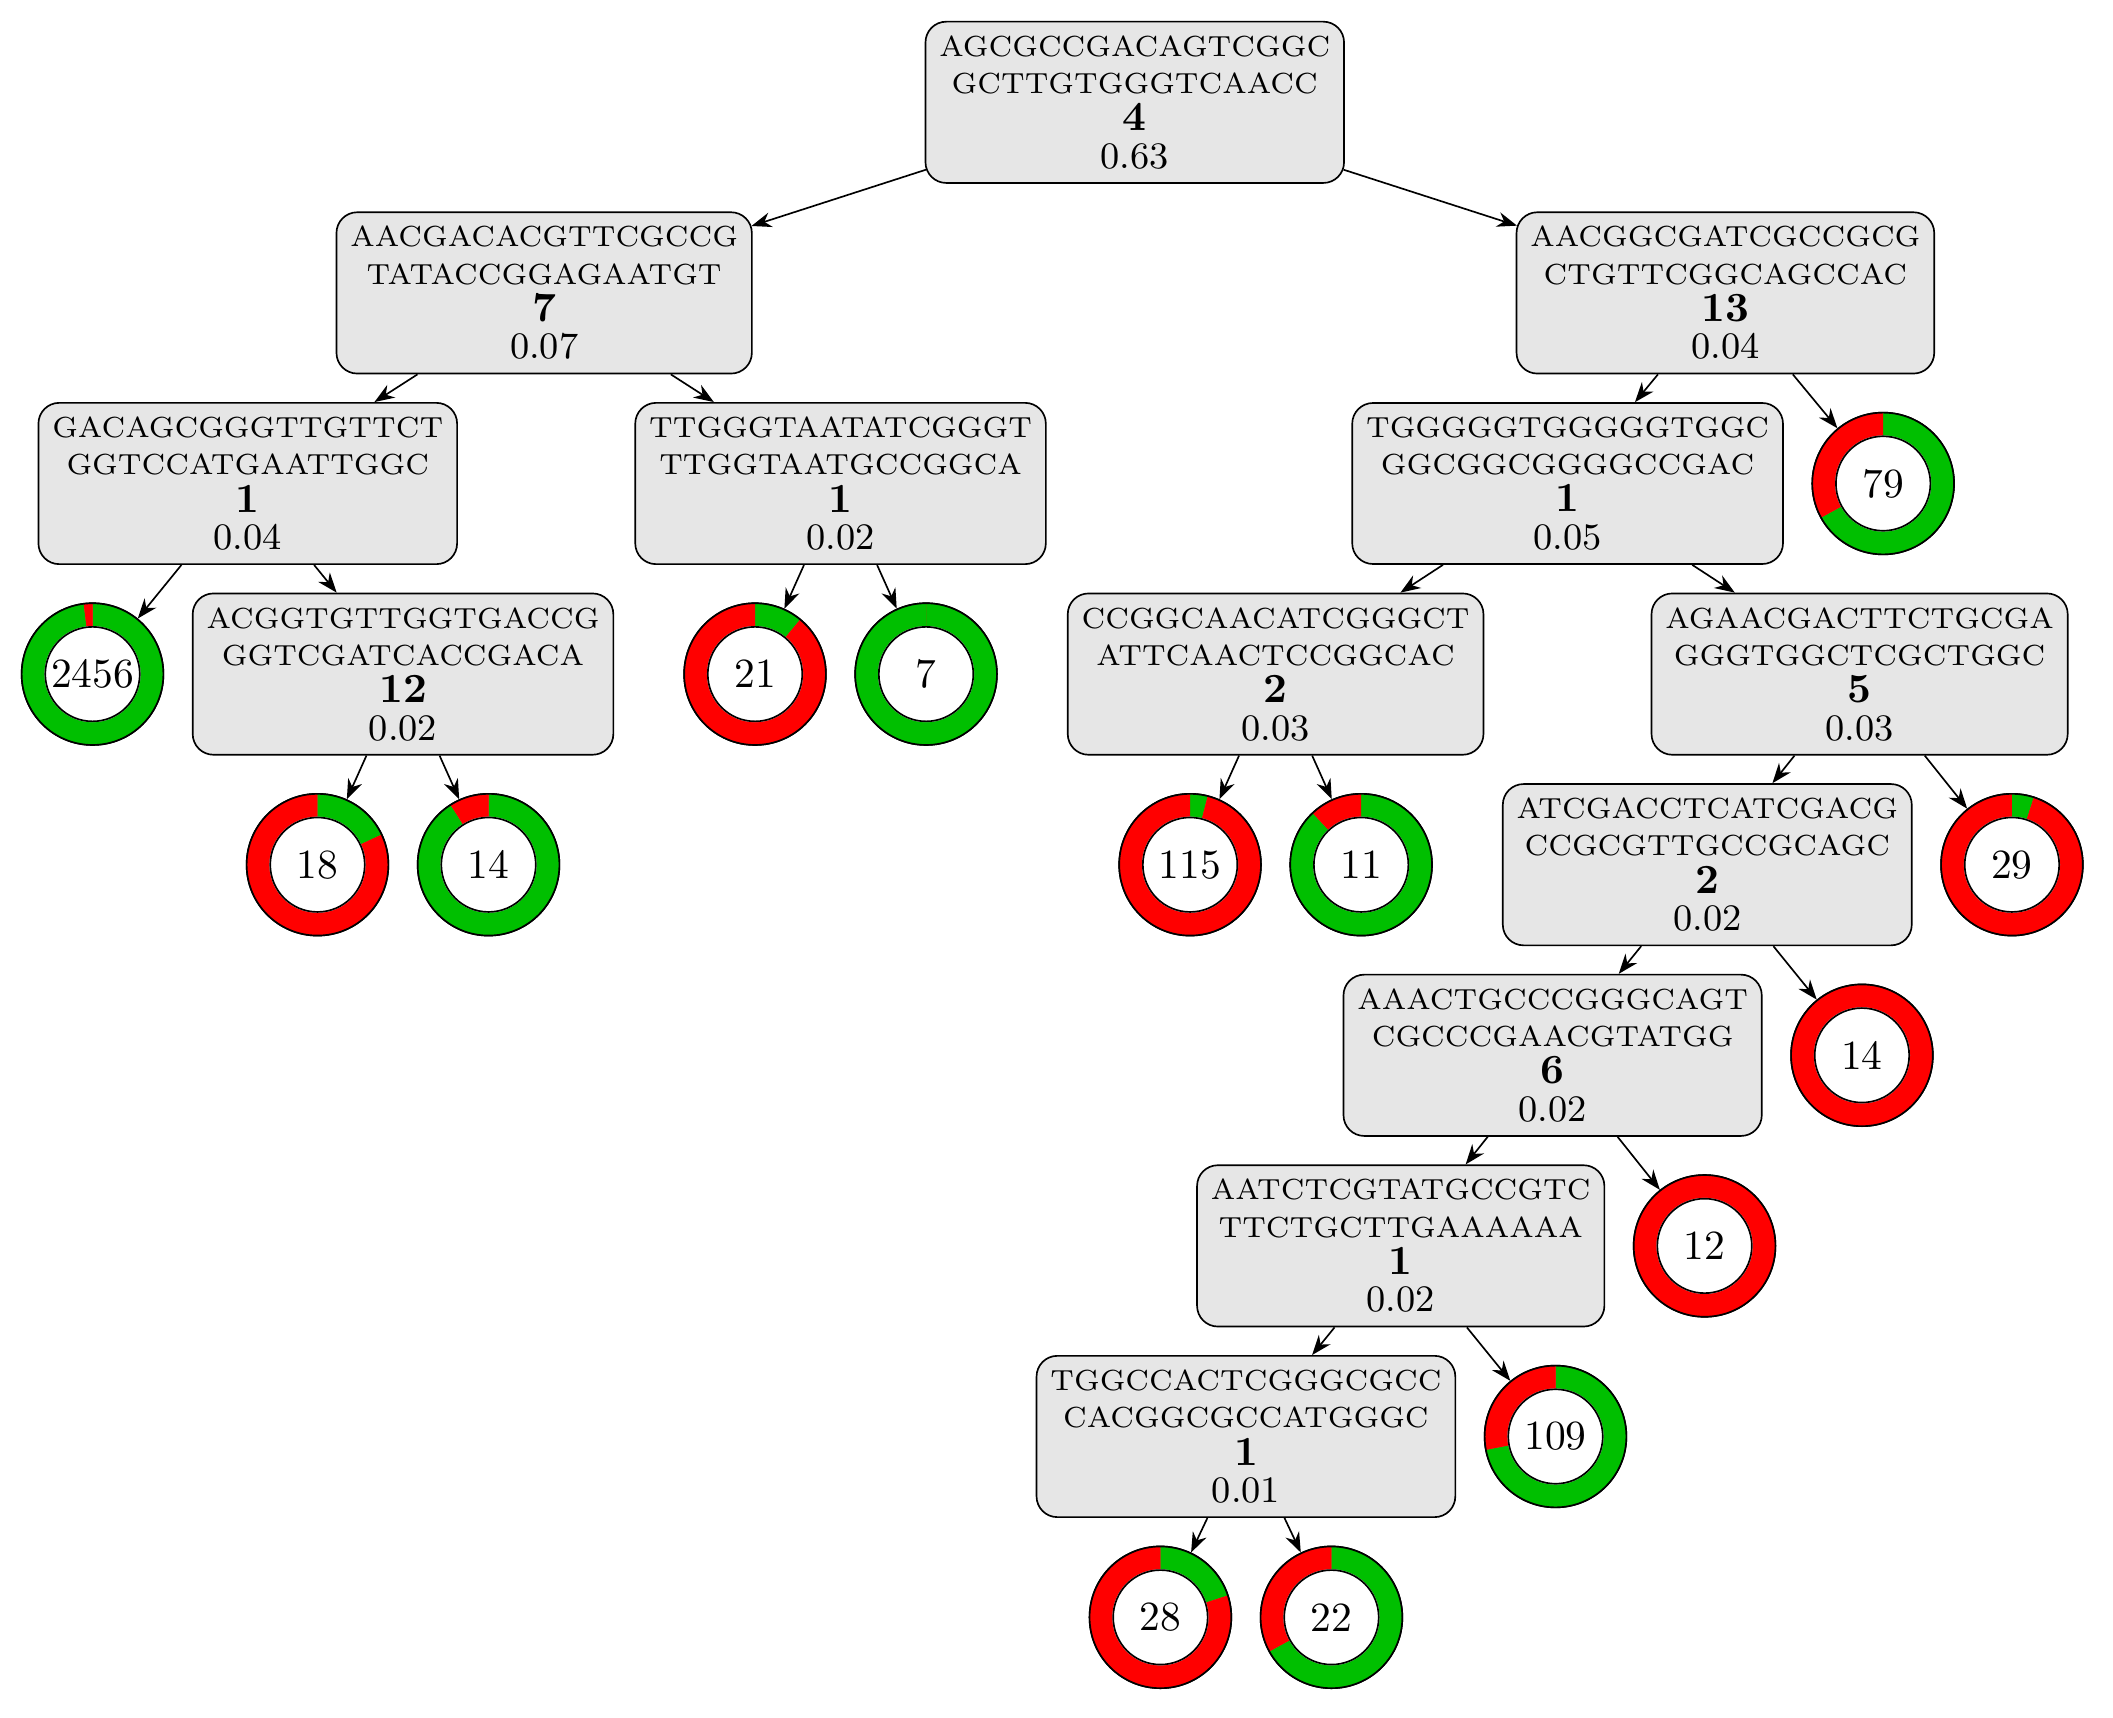 AGCGCCGACAGTCGGC
GCTTGTGGGTCAACC
4
0.63
AACGACACGTTCGCCG
TATACCGGAGAATGT
7
0.07
AACGGCGATCGCCGCG
CTGTTCGGCAGCCAC
13
0.04
GACAGCGGGTTGTTCT
GGTCCATGAATTGGC
1
0.04
TTGGGTAATATCGGGT
TTGGTAATGCCGGCA
1
0.02
TGGGGGTGGGGGTGGC
GGCGGCGGGGCCGAC
1
0.05
79
2456
ACGGTGTTGGTGACCG
GGTCGATCACCGACA
12
0.02
21
7
CCGGCAACATCGGGCT
ATTCAACTCCGGCAC
2
0.03
AGAACGACTTCTGCGA
GGGTGGCTCGCTGGC
5
0.03
18
14
115
11
ATCGACCTCATCGACG
CCGCGTTGCCGCAGC
2
0.02
29
AAACTGCCCGGGCAGT
CGCCCGAACGTATGG
6
0.02
14
AATCTCGTATGCCGTC
TTCTGCTTGAAAAAA
1
0.02
12
TGGCCACTCGGGCGCC
CACGGCGCCATGGGC
1
0.01
109
28
22